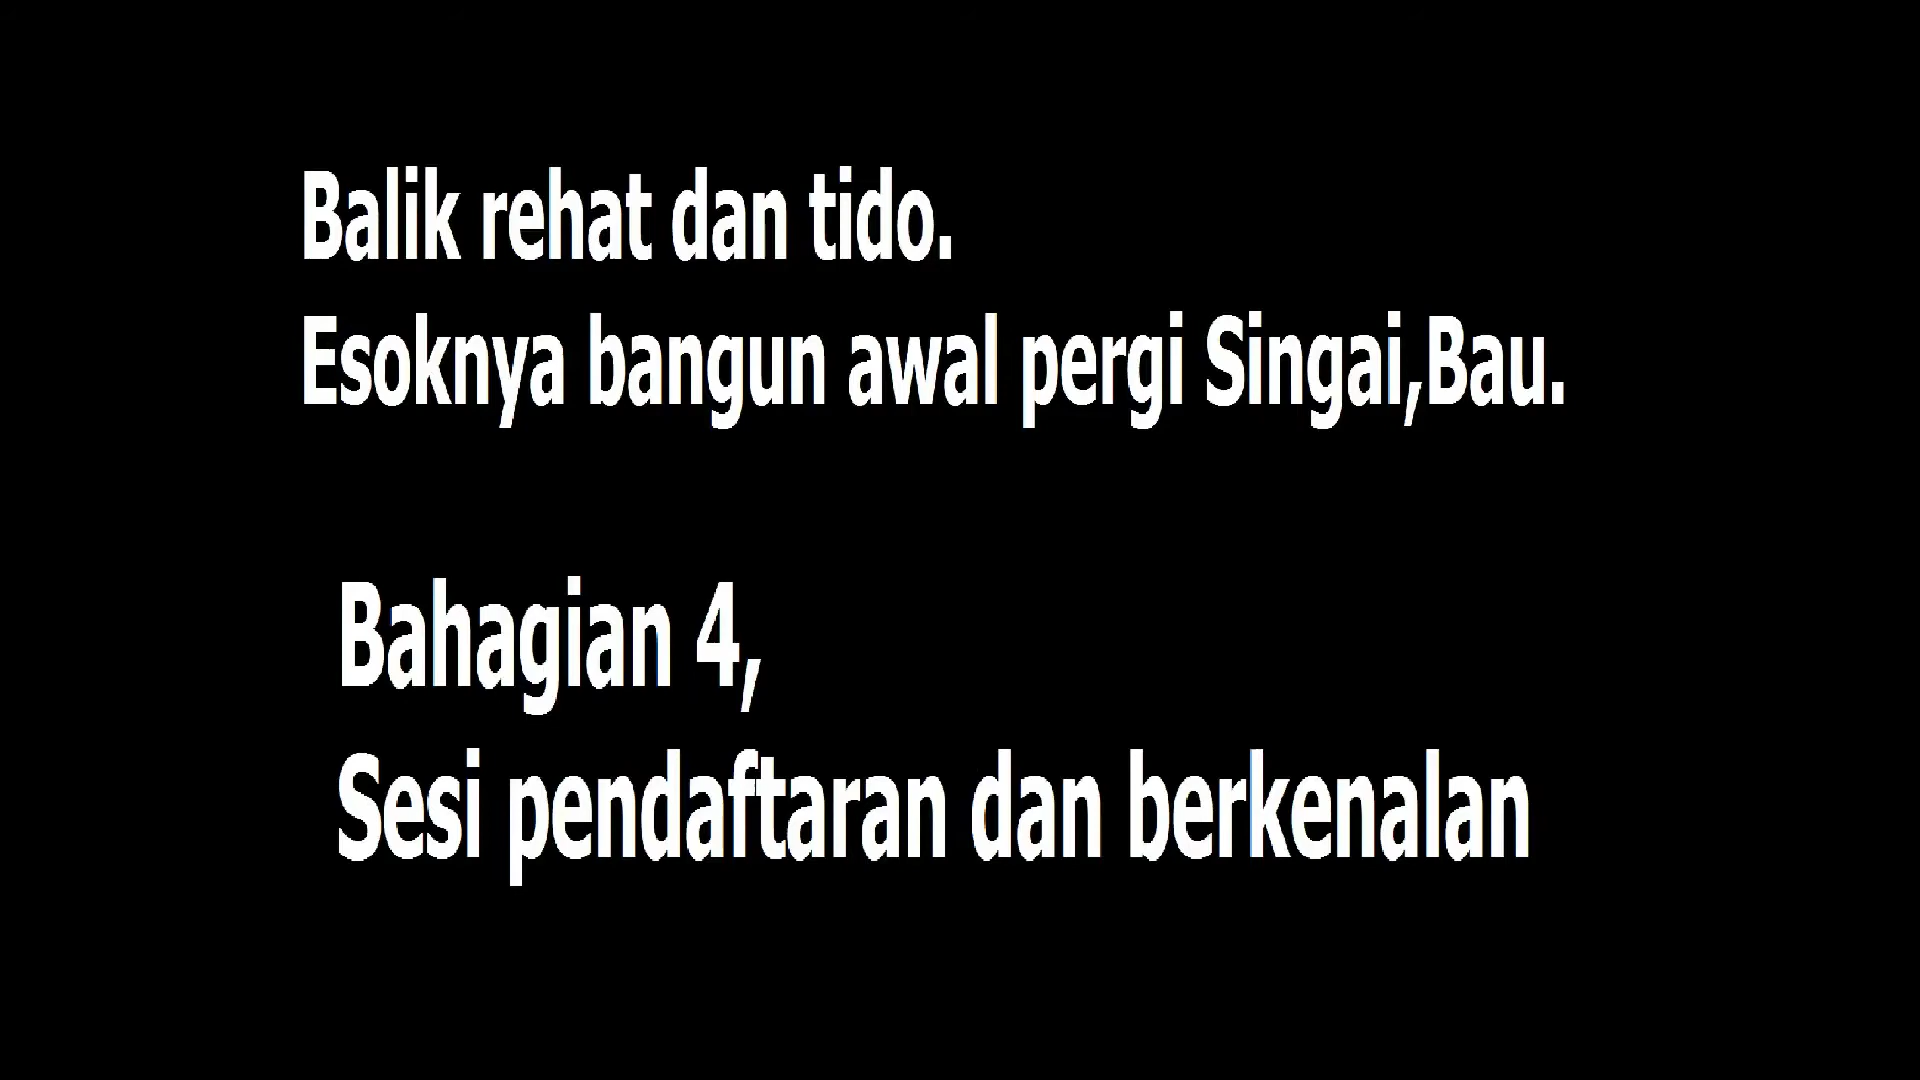 Balik rehat dan tido.
Esoknya bangun awal pergi Singai,Bau.
Bahagian 4,
Sesi pendaftaran dan berkenalan